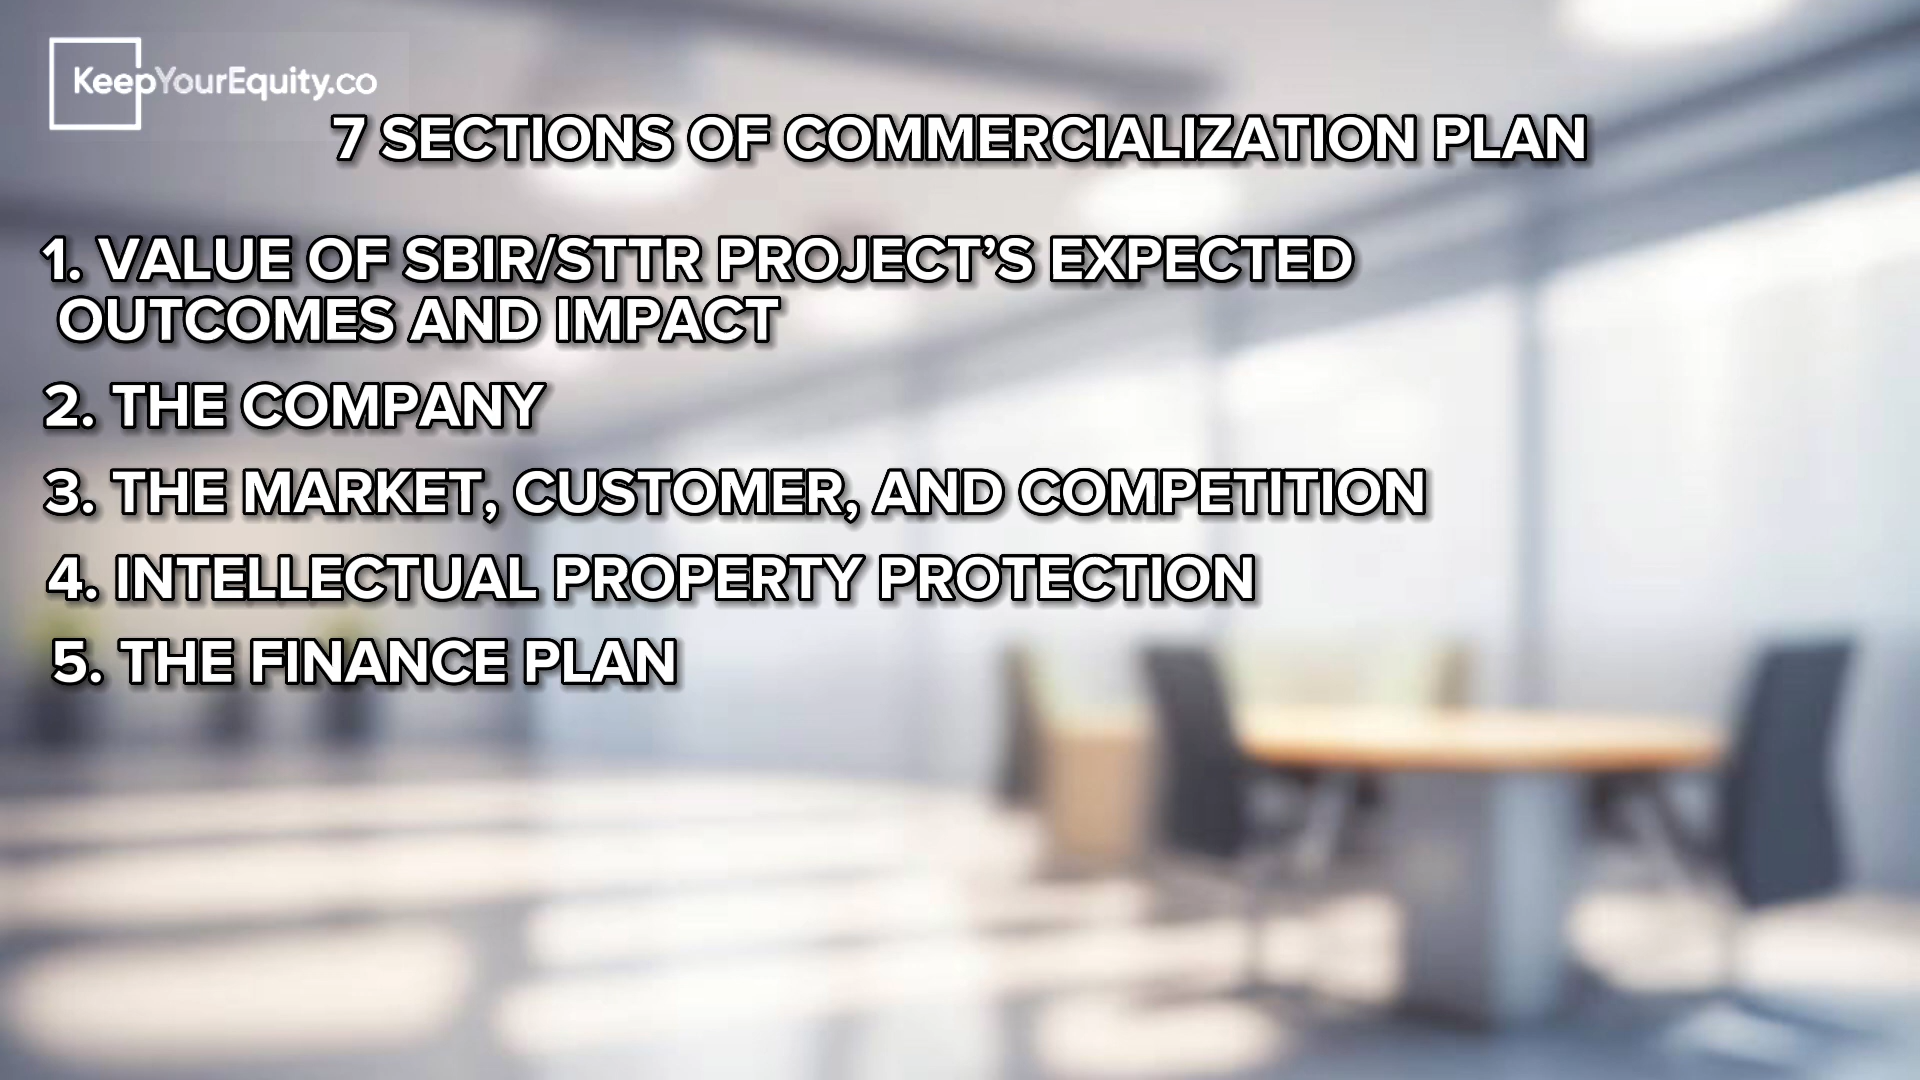 KeepYourEquity.co
7 SECTIONS OF COMMERCIALIZATION PLAN
1. VALUE OF SBIR/STTR PROJECT’S EXPECTED
OUTCOMES AND IMPACT
2. THE COMPANY
3. THE MARKET, CUSTOMER, AND COMPETITION
4. INTELLECTUAL PROPERTY PROTECTION
5. THE FINANCE PLAN